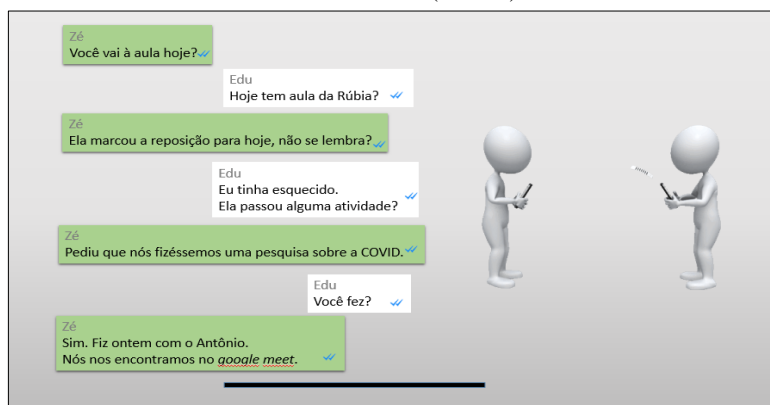 Zé
Você vai à aula hoje?
Edu
Hoje tem aula da Rúbia?
Zé
Ela marcou a reposição para hoje, não se lembra?
Edu
Eu tinha esquecido.
Ela passou alguma atividade?
Zé
Pediu que nós fizéssemos uma pesquisa sobre a COVID.
Edu
Você fez?
Zé
Sim. Fiz ontem com o Antônio.
Nós nos encontramos no google meet.